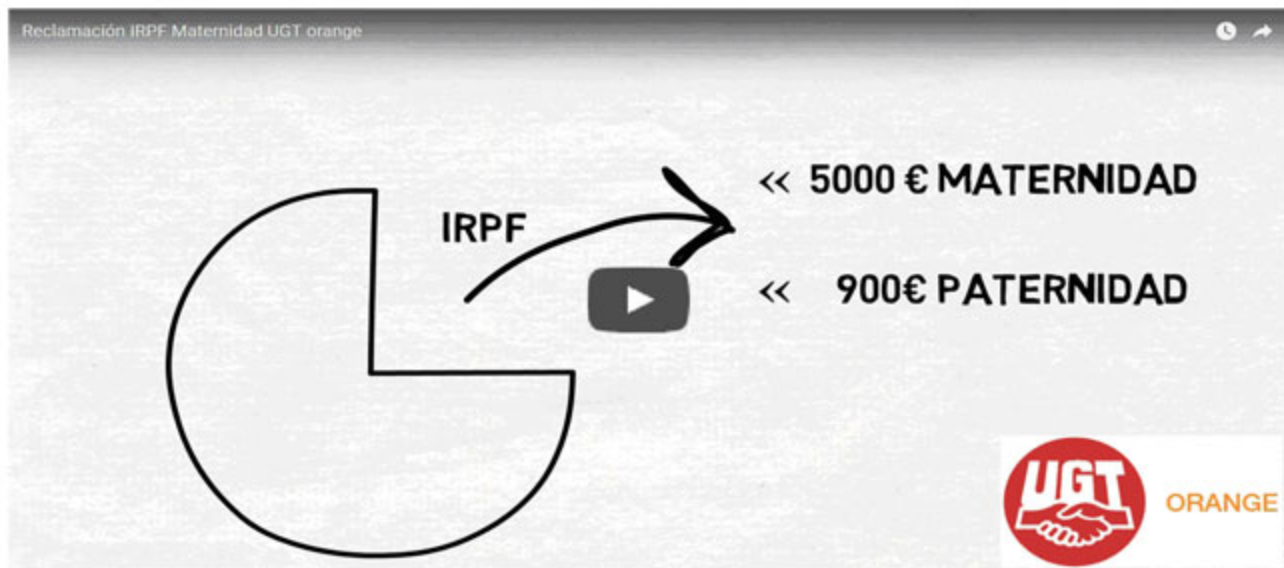 Reclamación IRPF Maternidad UGT orange
IRPF
<< 5000 € MATERNIDAD
<< 900€ PATERNIDAD
UGT
ORANGE